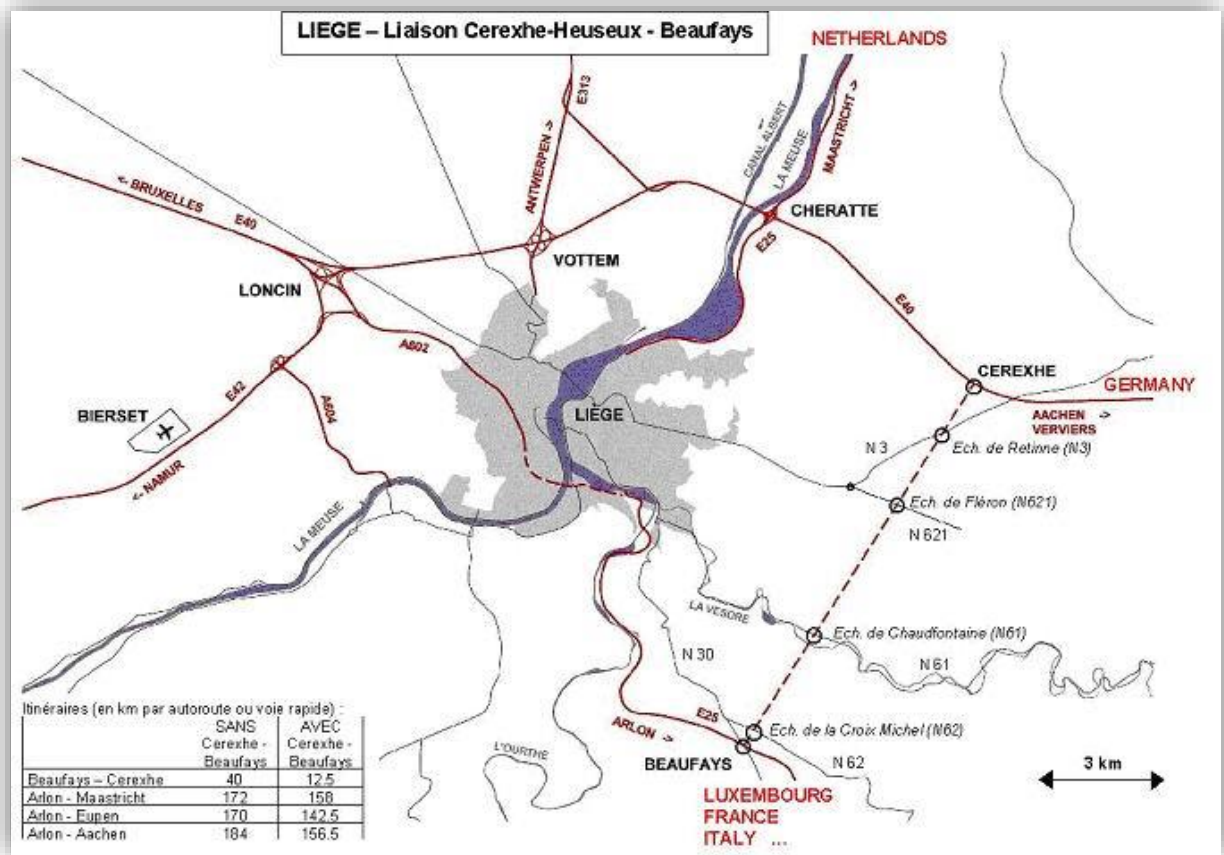 LIEGE – Liaison Cerexhe-Heuseux - Beaufays
NETHERLANDS
E313
CANAL ALBERT
LA MEUSE
MAASTRICHT >
ANTWERPEN >
<- BRUXELLES
E40
CHERATTE
E25
VOTTEM
LONCIN
E40
A602
CEREXHE
GERMANY
E42
BIERSET
A604
LIÈGE
AACHEN ->
VERVIERS
N 3
Ech. de Retinne (N3)
<- NAMUR
Ech. de Fléron (N621)
N 621
LA MEUSE
LA VESDRE
Ech. de Chaudfontaine (N61)
N 30
N 61
Itinéraires (en km par autoroute ou voie rapide) :
SANS Cerexhe - Beaufays
AVEC Cerexhe - Beaufays
Beaufays – Cerexhe 40 12.5
Arlon - Maastricht 172 158
Arlon - Eupen 170 142.5
Arlon - Aachen 184 156.5
E25
ARLON ->
Ech. de la Croix Michel (N62)
L'OURTHE
BEAUFAYS
N 62
3 km
LUXEMBOURG
FRANCE
ITALY ...